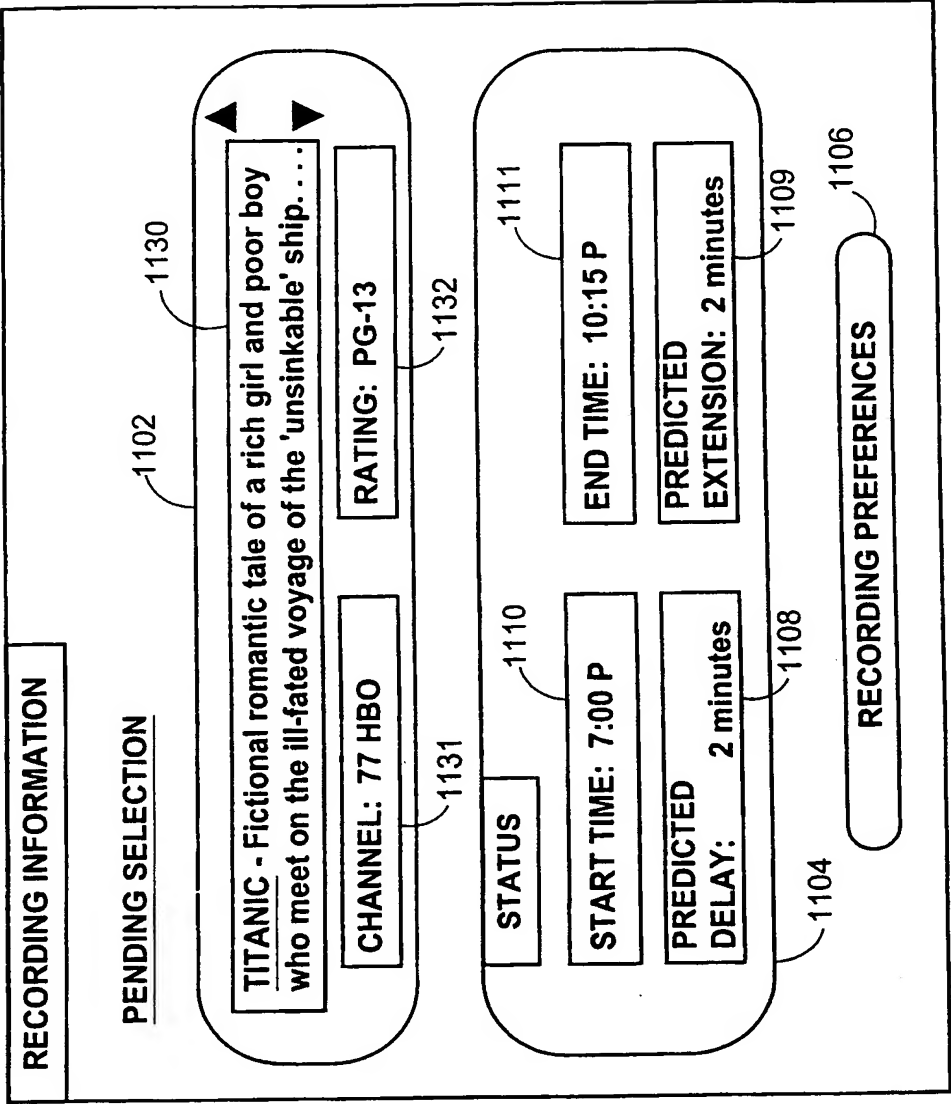 RECORDING INFORMATION
PENDING SELECTION
1102
1130
TITANIC - Fictional romantic tale of a rich girl and poor boy
who meet on the ill-fated voyage of the 'unsinkable' ship....
CHANNEL: 77 HBO
RATING: PG-13
1131
1132
STATUS
1110
1111
START TIME: 7:00 P
END TIME: 10:15 P
PREDICTED
DELAY: 2 minutes
PREDICTED
EXTENSION: 2 minutes
1104
1108
1109
1106
RECORDING PREFERENCES